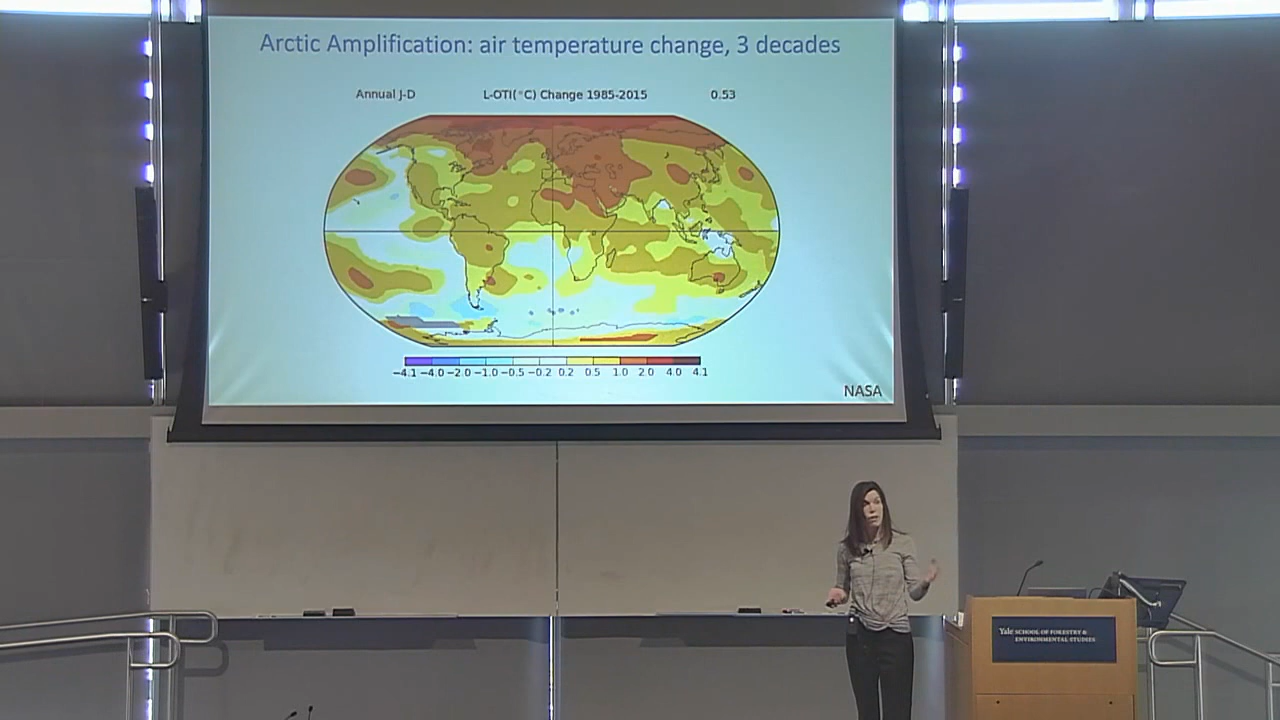 Arctic Amplification: air temperature change, 3 decades
Annual J-D L-OTI(°C) Change 1985-2015 0.53
−4.1 −4.0 −2.0 −1.0 −0.5 −0.2 0.2 0.5 1.0 2.0 4.0 4.1
NASA
Yale SCHOOL OF FORESTRY &
ENVIRONMENTAL STUDIES